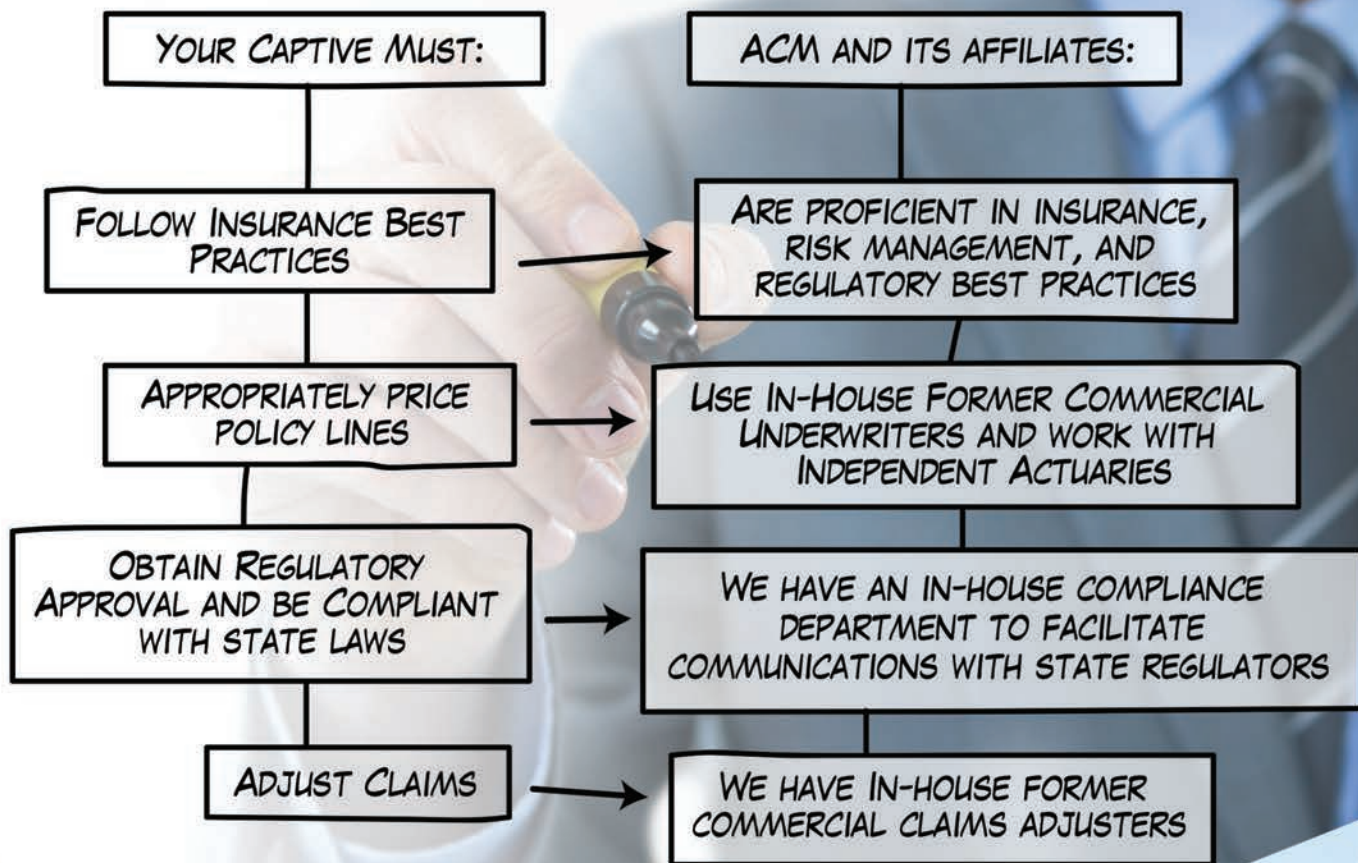 Your Captive Must:
Follow Insurance Best
Practices
Appropriately price
policy lines
Obtain Regulatory
Approval and be Compliant
with state laws
Adjust Claims
ACM and its affiliates:
Are proficient in insurance,
risk management, and
regulatory best practices
Use In-House Former Commercial
Underwriters and work with
Independent Actuaries
We have an in-house compliance
department to facilitate
communications with state regulators
We have In-house former
commercial claims adjusters